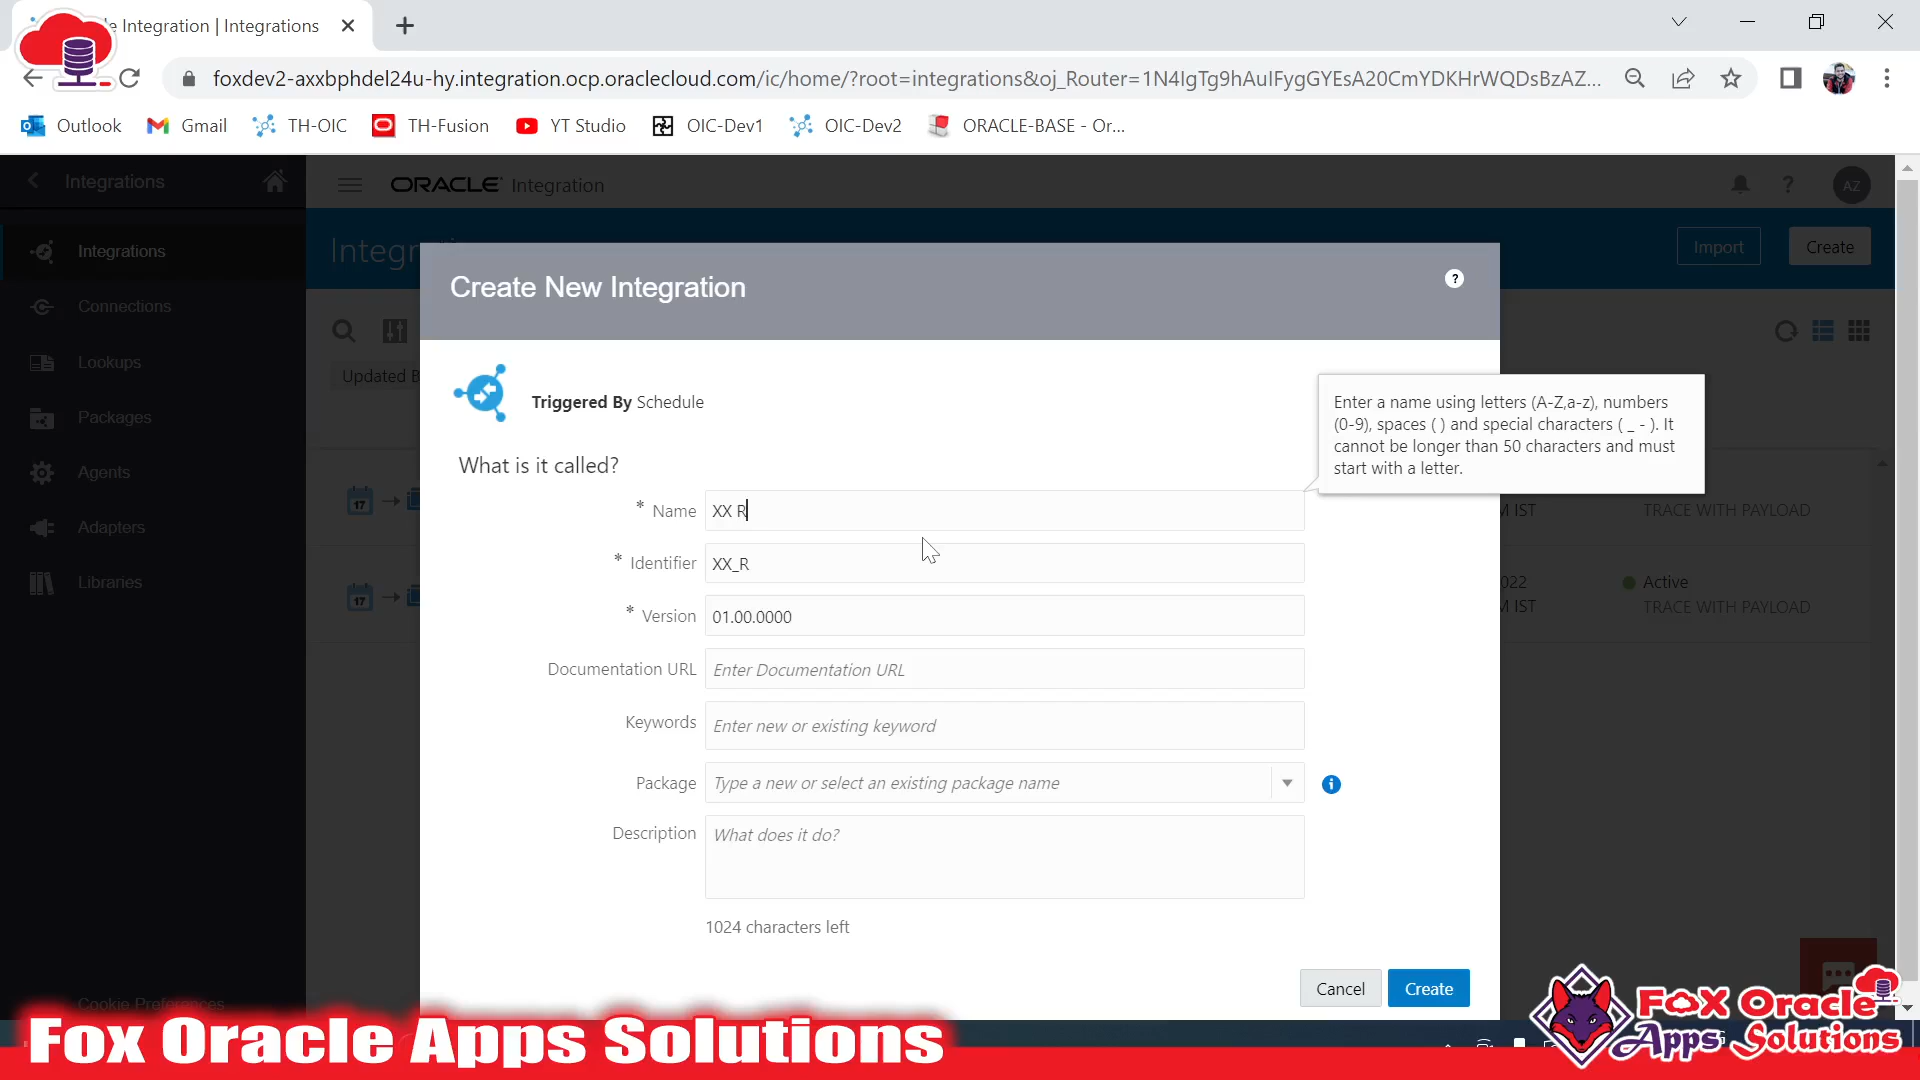 Integration | Integrations
foxdev2-axxbphdel24u-hy.integration.ocp.oraclecloud.com/ic/home/?root=integrations&oj_Router=1N4IgTg9hAuIFygGYEsA20CmYDKHrWQDsBzAZ...
Outlook Gmail TH-OIC TH-Fusion YT Studio OIC-Dev1 OIC-Dev2 ORACLE-BASE - Or...
Integrations
ORACLE Integration
AZ
Integrations
Import
Create
Connections
Lookups
Packages
Agents
Adapters
Libraries
Create New Integration
Triggered By Schedule
Enter a name using letters (A-Z,a-z), numbers
(0-9), spaces ( ) and special characters ( _ - ). It
cannot be longer than 50 characters and must
start with a letter.
What is it called?
* Name XX R
* Identifier XX_R
* Version 01.00.0000
Documentation URL Enter Documentation URL
Keywords Enter new or existing keyword
Package Type a new or select an existing package name
Description What does it do?
1024 characters left
Cancel
Create
17
17
IST
TRACE WITH PAYLOAD
Active
IST
TRACE WITH PAYLOAD
Cookie Preferences
Fox Oracle Apps Solutions
FOX Oracle
Apps Solutions